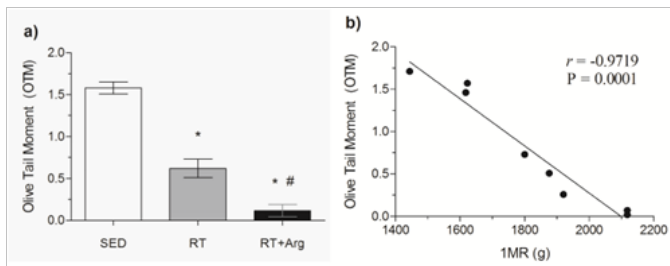 a)
Olive Tail Moment (OTM)
2.0
1.5
1.0
0.5
0.0
*
* #
SED RT RT+Arg
b)
Olive Tail Moment (OTM)
2.0
1.5
1.0
0.5
0.0
r = -0.9719
P = 0.0001
1400 1600 1800 2000 2200
1MR (g)